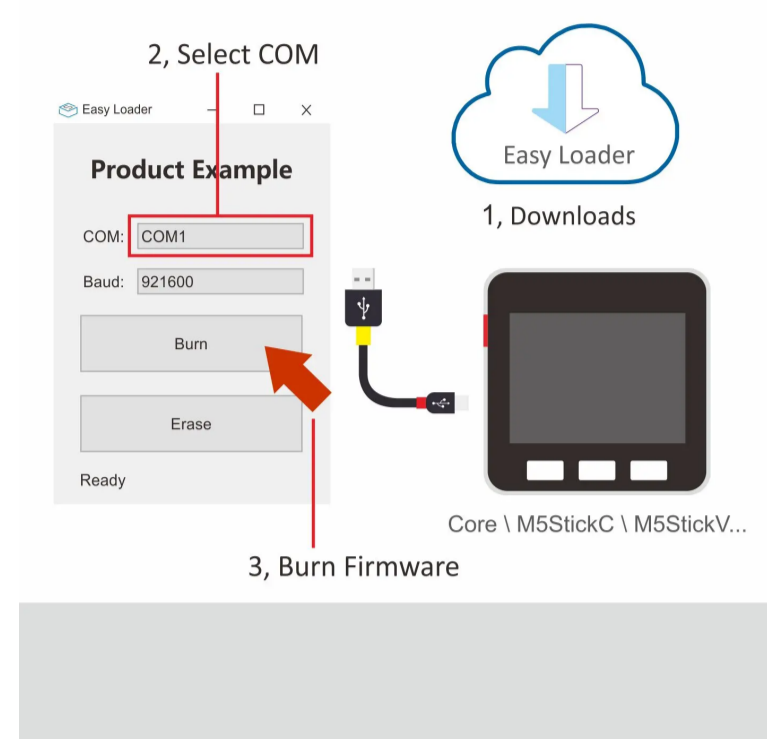 2, Select COM
Easy Loader
Product Example
COM: COM1
Baud: 921600
Burn
Erase
Ready
3, Burn Firmware
Easy Loader
1, Downloads
Core \ M5StickC \ M5StickV...